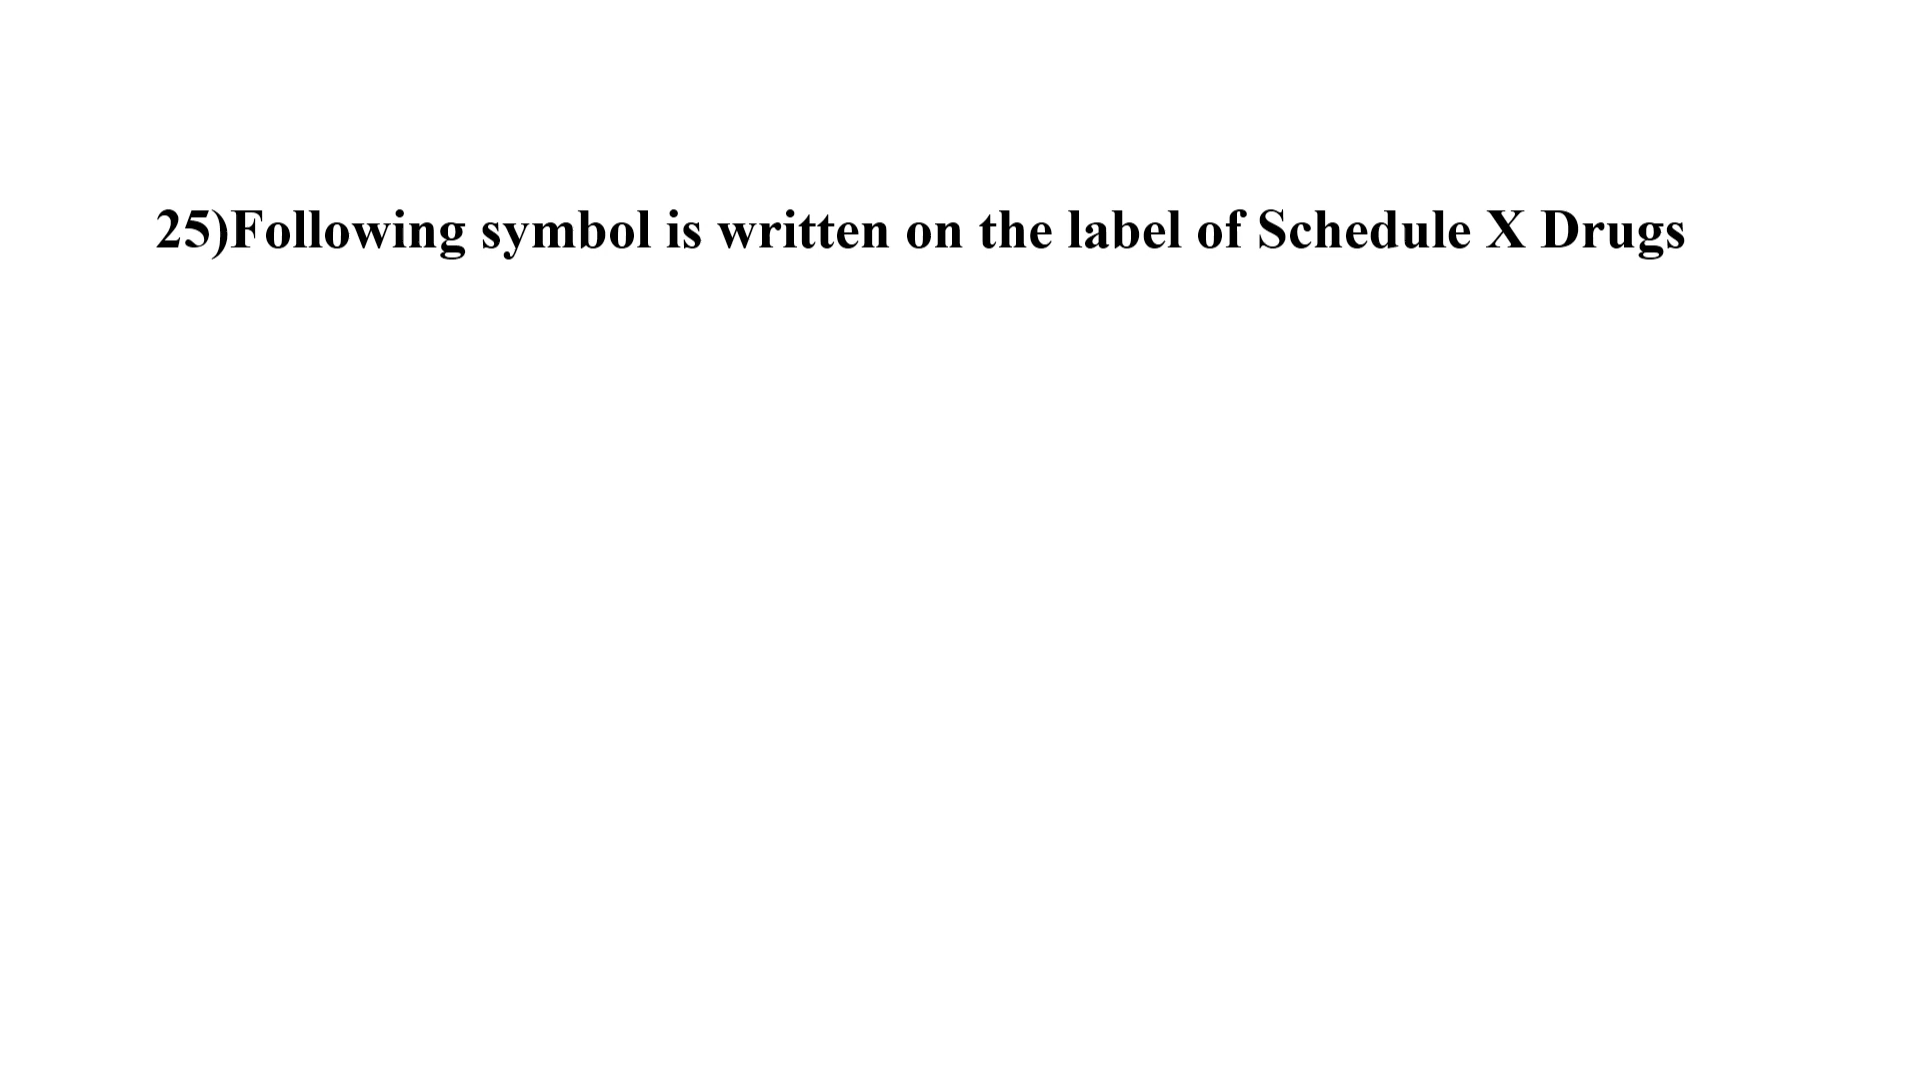 25)Following symbol is written on the label of Schedule X Drugs